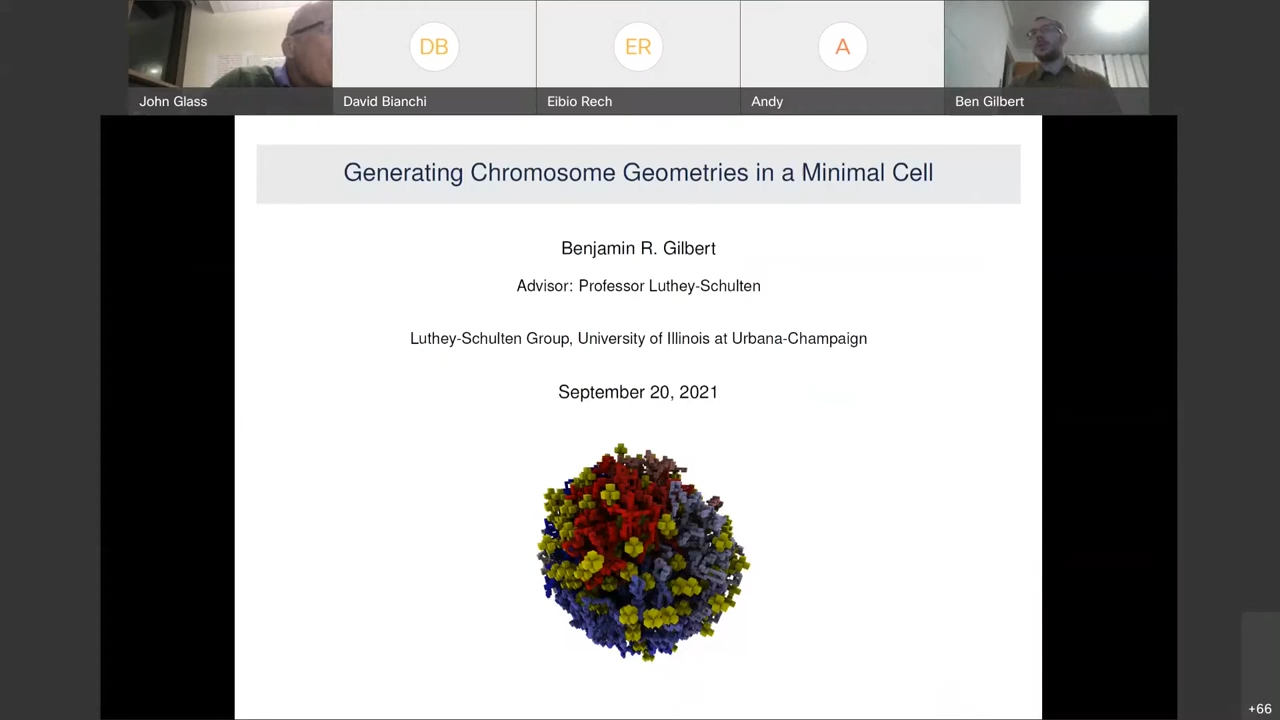 DB
ER
A
John Glass
David Bianchi
Eibio Rech
Andy
Ben Gilbert
Generating Chromosome Geometries in a Minimal Cell
Benjamin R. Gilbert
Advisor: Professor Luthey-Schulten
Luthey-Schulten Group, University of Illinois at Urbana-Champaign
September 20, 2021
+66